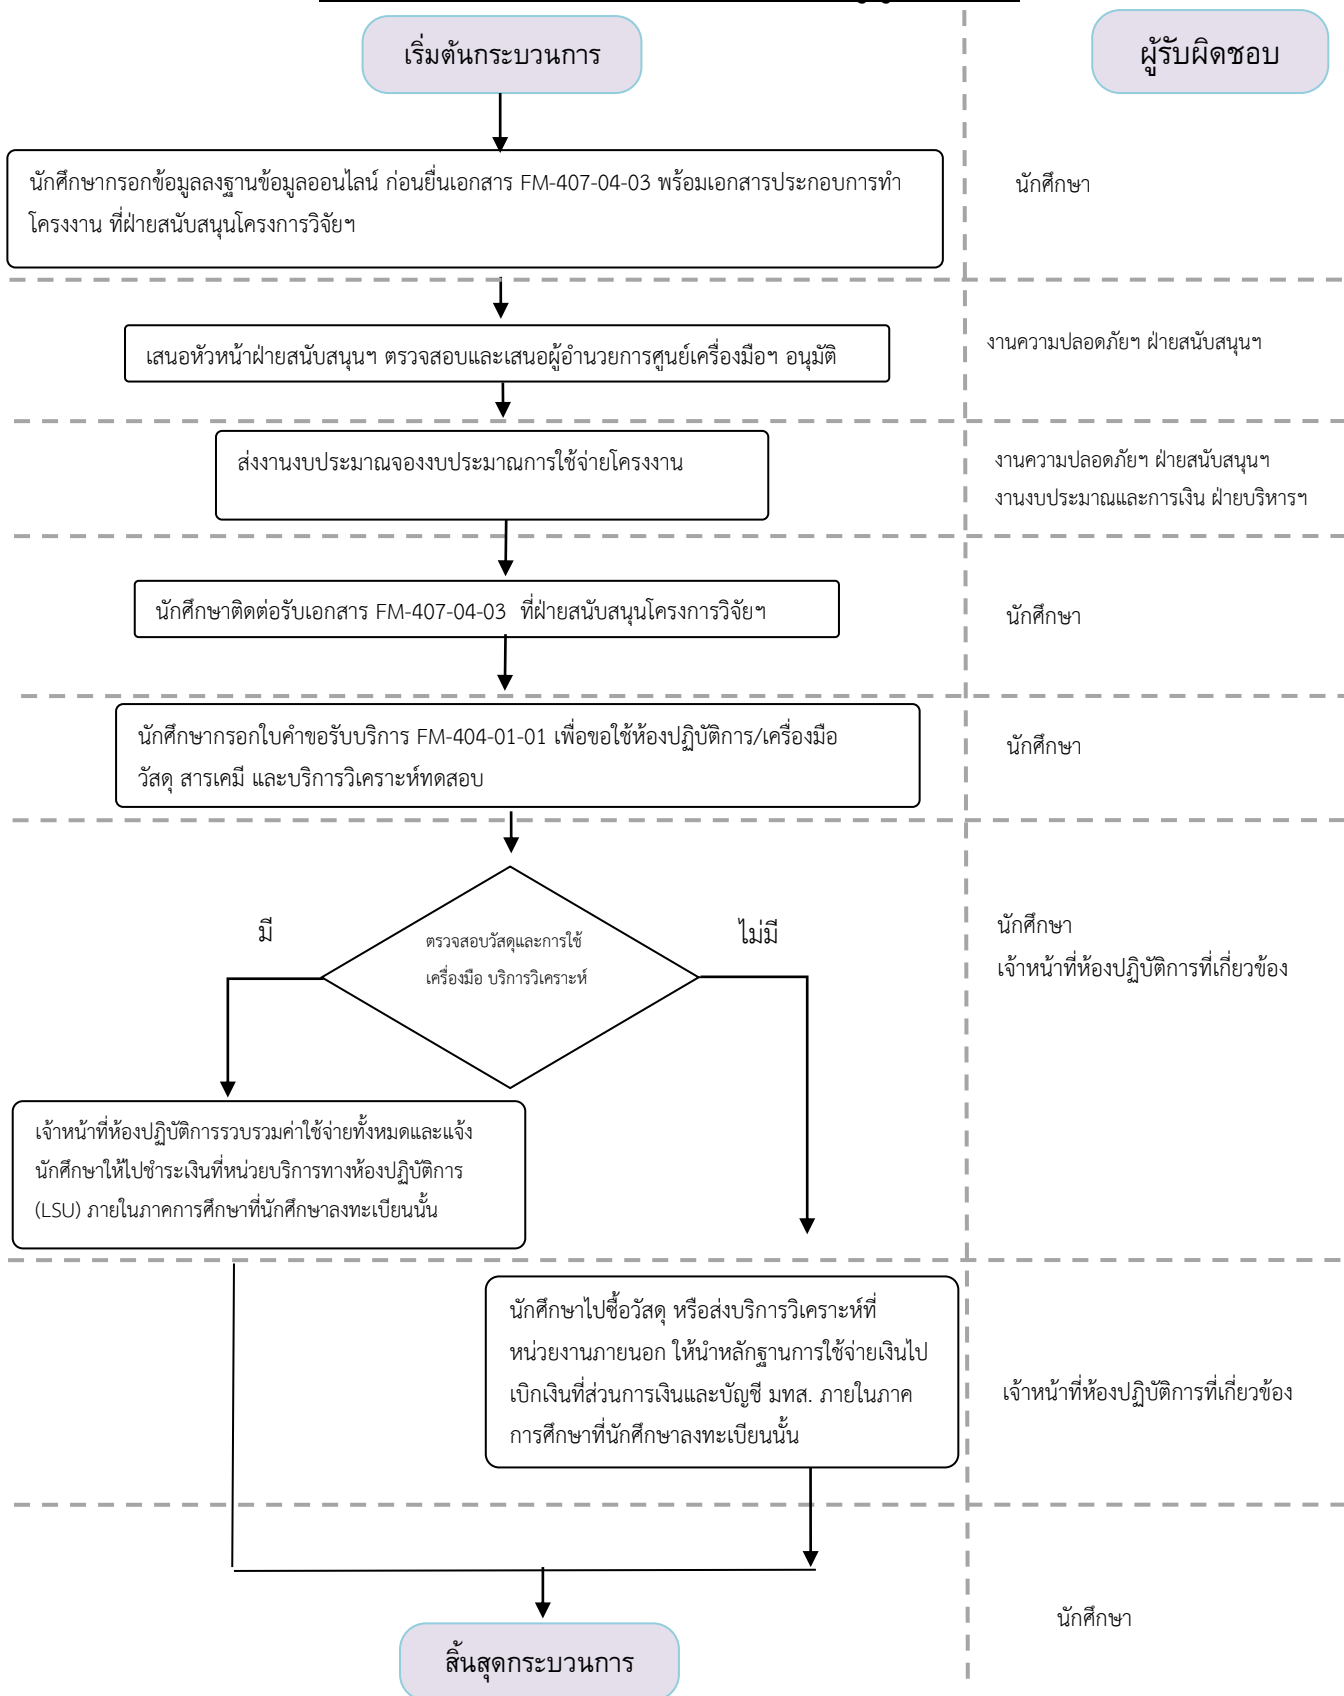 เริ่มต้นกระบวนการ
ผู้รับผิดชอบ
นักศึกษากรอกข้อมูลลงฐานข้อมูลออนไลน์ ก่อนยื่นเอกสาร FM-407-04-03 พร้อมเอกสารประกอบการทำ
โครงงาน ที่ฝ่ายสนับสนุนโครงการวิจัยฯ
นักศึกษา
เสนอหัวหน้าฝ่ายสนับสนุนฯ ตรวจสอบและเสนอผู้อำนวยการศูนย์เครื่องมือฯ อนุมัติ
งานความปลอดภัยฯ ฝ่ายสนับสนุนฯ
ส่งงานงบประมาณจองงบประมาณการใช้จ่ายโครงงาน
งานความปลอดภัยฯ ฝ่ายสนับสนุนฯ
งานงบประมาณและการเงิน ฝ่ายบริหารฯ
นักศึกษาติดต่อรับเอกสาร FM-407-04-03 ที่ฝ่ายสนับสนุนโครงการวิจัยฯ
นักศึกษา
นักศึกษากรอกใบคำขอรับบริการ FM-404-01-01 เพื่อขอใช้ห้องปฏิบัติการ/เครื่องมือ
วัสดุ สารเคมี และบริการวิเคราะห์ทดสอบ
นักศึกษา
มี
ไม่มี
ตรวจสอบวัสดุและการใช้
เครื่องมือ บริการวิเคราะห์
นักศึกษา
เจ้าหน้าที่ห้องปฏิบัติการที่เกี่ยวข้อง
เจ้าหน้าที่ห้องปฏิบัติการรวบรวมค่าใช้จ่ายทั้งหมดและแจ้ง
นักศึกษาให้ไปชำระเงินที่หน่วยบริการทางห้องปฏิบัติการ
(LSU) ภายในภาคการศึกษาที่นักศึกษาลงทะเบียนนั้น
นักศึกษาไปซื้อวัสดุ หรือส่งบริการวิเคราะห์ที่
หน่วยงานภายนอก ให้นำหลักฐานการใช้จ่ายเงินไป
เบิกเงินที่ส่วนการเงินและบัญชี มทส. ภายในภาค
การศึกษาที่นักศึกษาลงทะเบียนนั้น
เจ้าหน้าที่ห้องปฏิบัติการที่เกี่ยวข้อง
นักศึกษา
สิ้นสุดกระบวนการ